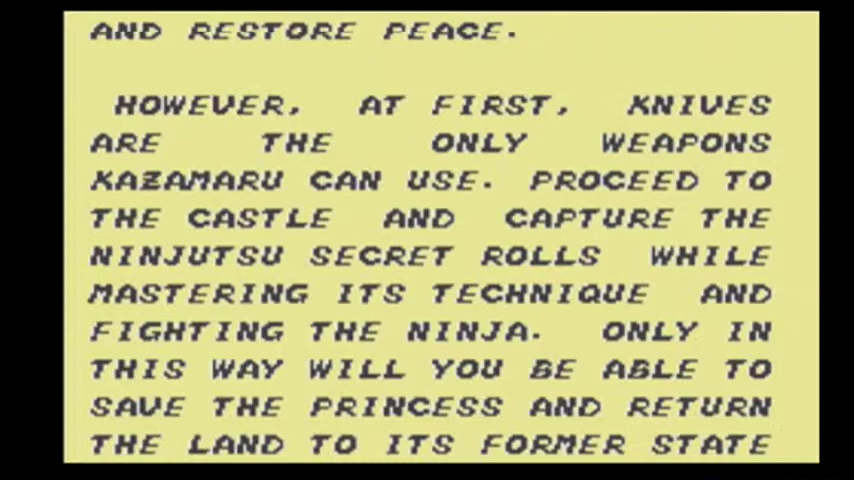 AND RESTORE PEACE.
HOWEVER, AT FIRST, KNIVES
ARE THE ONLY WEAPONS
KAZAMARU CAN USE. PROCEED TO
THE CASTLE AND CAPTURE THE
NINJUTSU SECRET ROLLS WHILE
MASTERING ITS TECHNIQUE AND
FIGHTING THE NINJA. ONLY IN
THIS WAY WILL YOU BE ABLE TO
SAVE THE PRINCESS AND RETURN
THE LAND TO ITS FORMER STATE